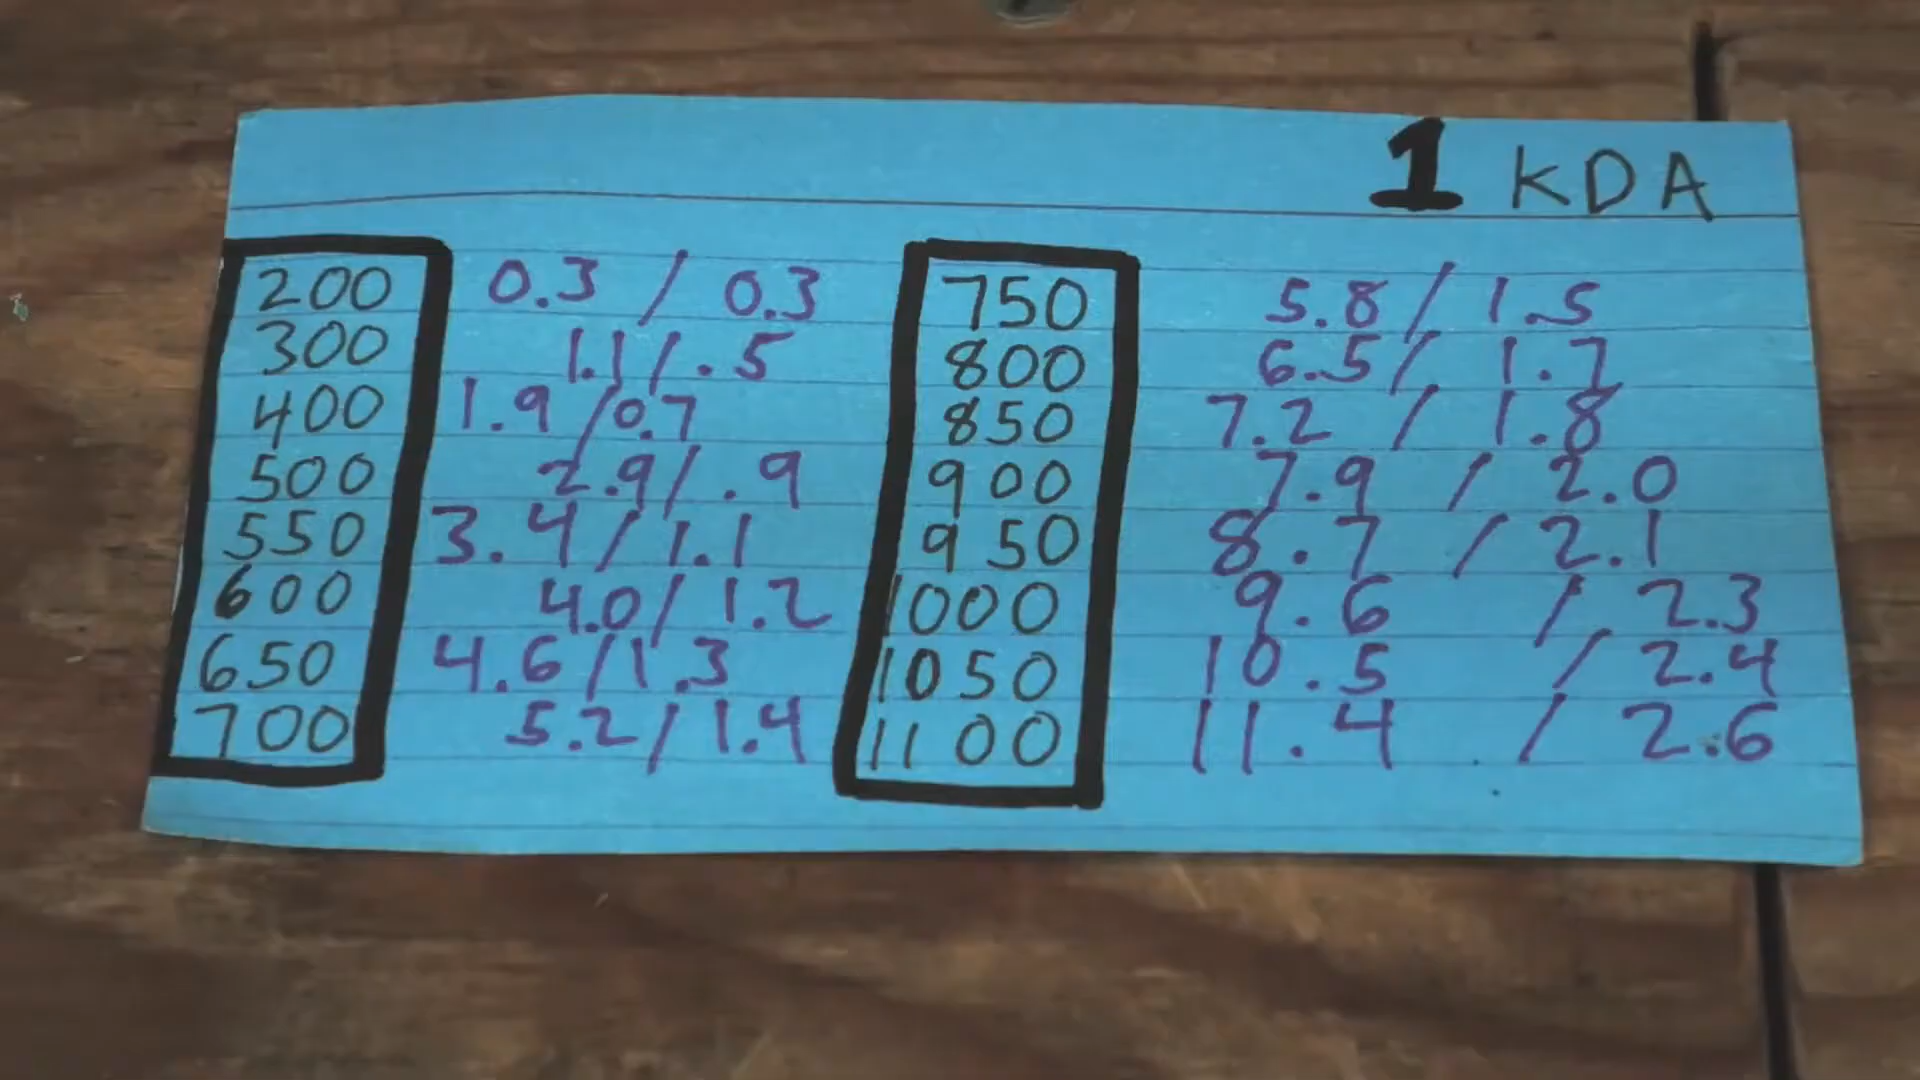 1 KDA
200 0.3 / 0.3 750 5.8 / 1.5
300 1.1 / .5 800 6.5 / 1.7
400 1.9 / 0.7 850 7.2 / 1.8
500 2.9 / .9 900 7.9 / 2.0
550 3.4 / 1.1 950 8.7 / 2.1
600 4.0 / 1.2 1000 9.6 / 2.3
650 4.6 / 1.3 1050 10.5 / 2.4
700 5.2 / 1.4 1100 11.4 / 2.6